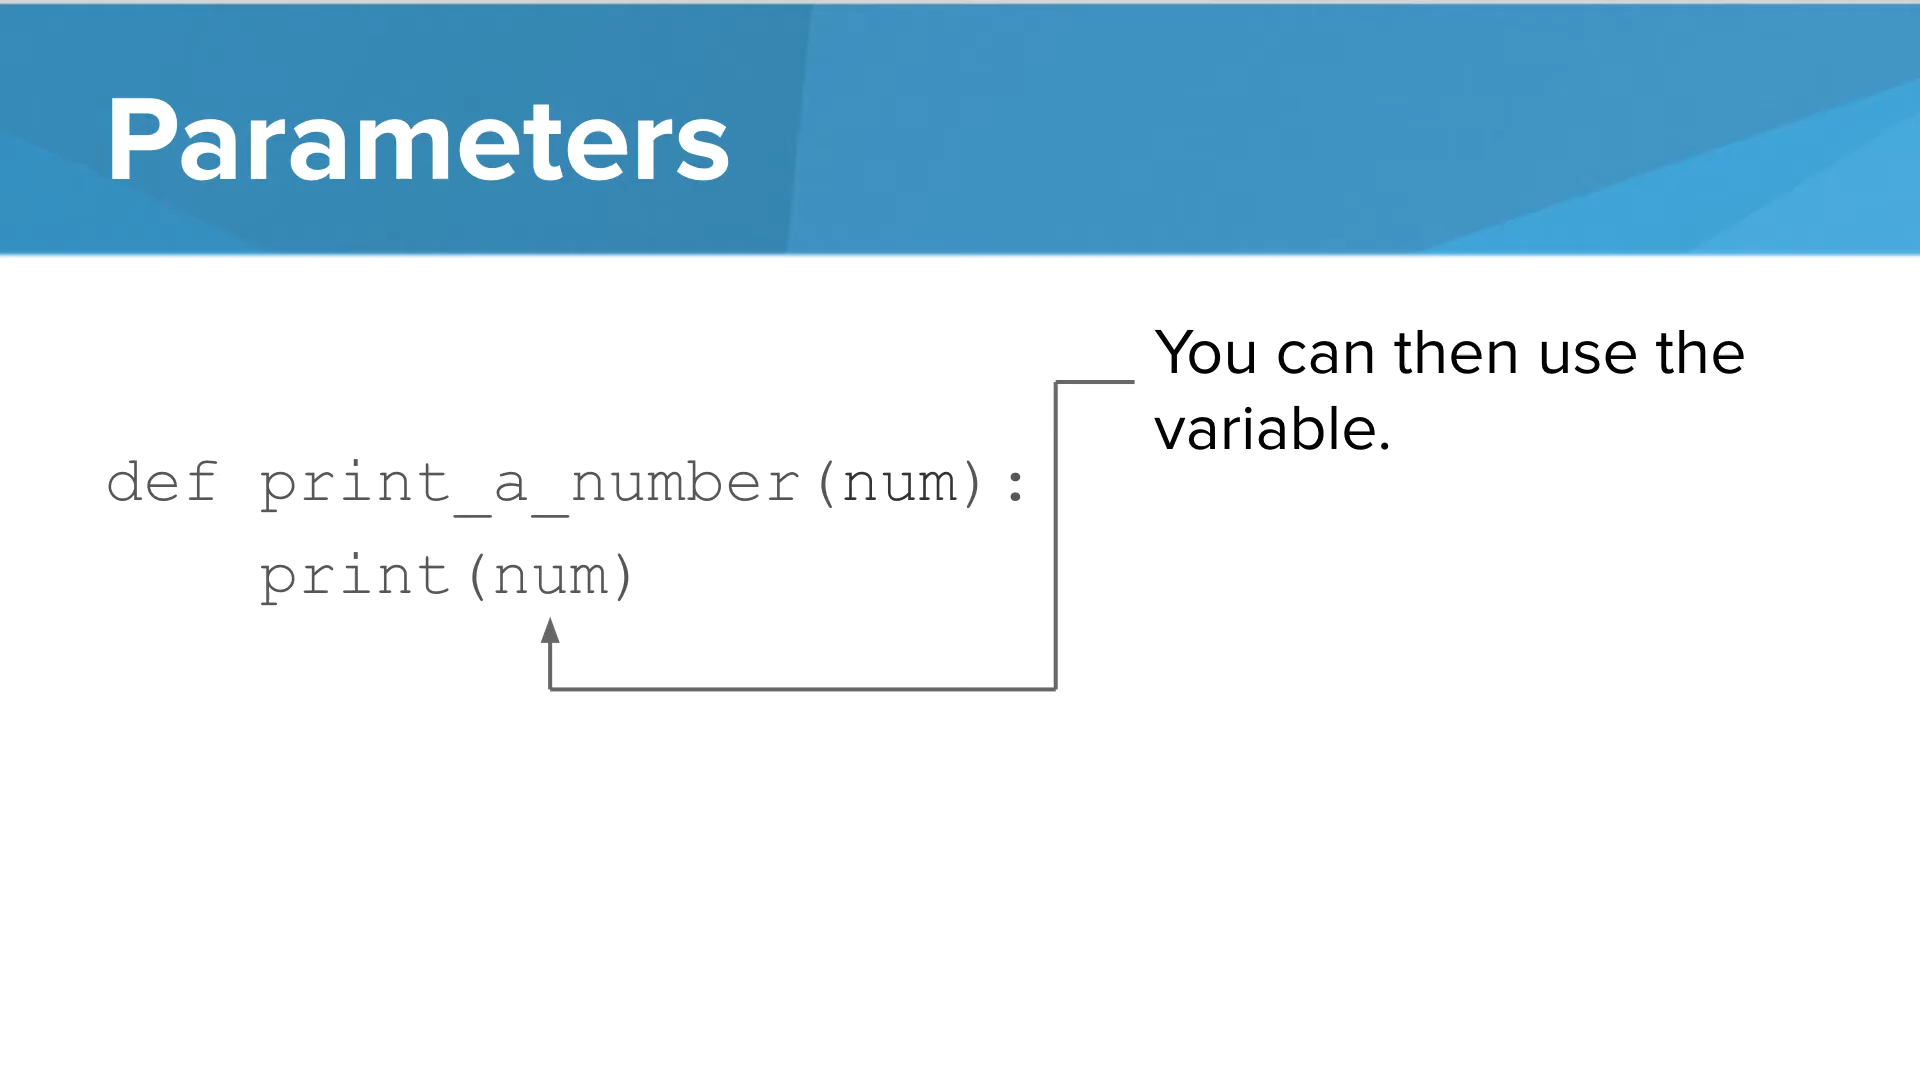 Parameters
You can then use the
variable.
def print_a_number(num):
    print(num)